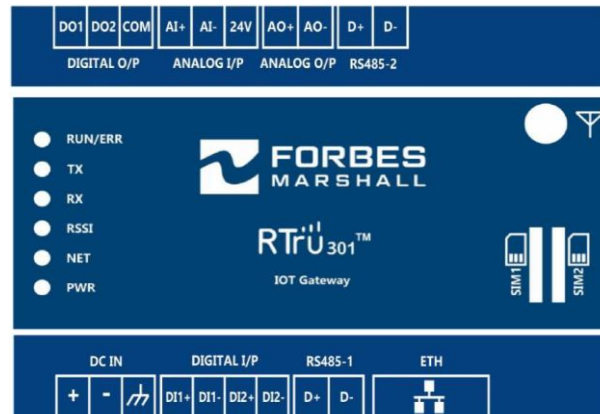 DO1 DO2 COM AI+ AI- 24V AO+ AO- D+ D-
DIGITAL O/P ANALOG I/P ANALOG O/P RS485-2
RUN/ERR
TX
RX
RSSI
NET
PWR
FORBES
MARSHALL
RTrü301™
IOT Gateway
SIM1
SIM2
DC IN DIGITAL I/P RS485-1 ETH
+ - DI1+ DI1- DI2+ DI2- D+ D-